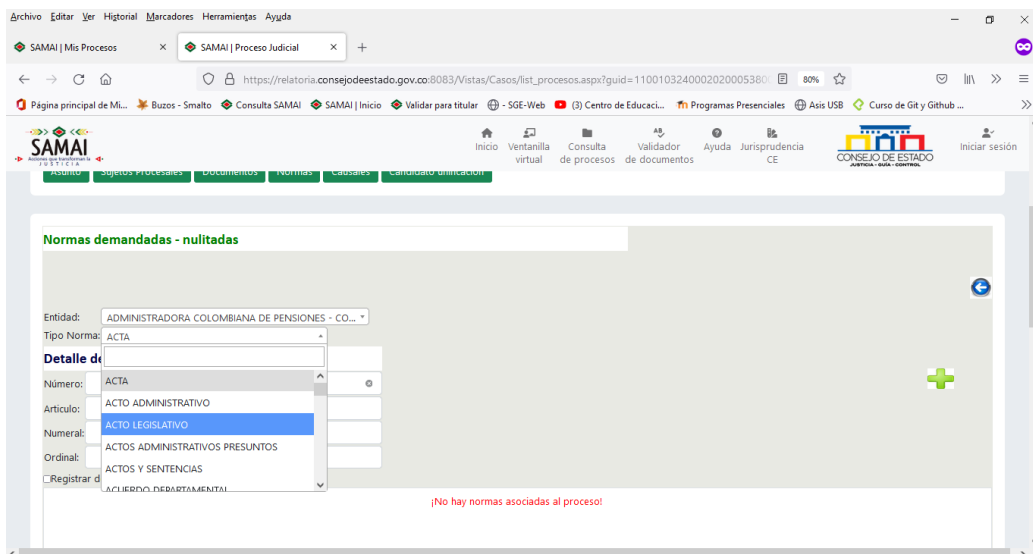 Archivo Editar Ver Historial Marcadores Herramientas Ayuda
SAMAI | Mis Procesos
SAMAI | Proceso Judicial
https://relatoria.consejodeestado.gov.co:8083/Vistas/Casos/list_procesos.aspx?guid=11001032400020200053800
80%
Página principal de Mi... Buzos - Smalto Consulta SAMAI SAMAI | Inicio Validar para titular - SGE-Web (3) Centro de Educaci... Programas Presenciales Asis USB Curso de Git y Github ...
SAMAI
Acciones que transforman la
JUSTICIA
Inicio
Ventanilla virtual
Consulta de procesos
Validador de documentos
Ayuda
Jurisprudencia CE
CONSEJO DE ESTADO
JUSTICIA - GUÍA - CONTROL
Iniciar sesión
Asunto Sujetos Procesales Documentos Normas Causales Candidato unificación
Normas demandadas - nulitadas
Entidad: ADMINISTRADORA COLOMBIANA DE PENSIONES - CO...
Tipo Norma: ACTA
Detalle de
Número:
ACTA
ACTO ADMINISTRATIVO
Articulo:
ACTO LEGISLATIVO
Numeral:
ACTOS ADMINISTRATIVOS PRESUNTOS
Ordinal:
ACTOS Y SENTENCIAS
Registrar d
ACUERDO DEPARTAMENTAL
¡No hay normas asociadas al proceso!